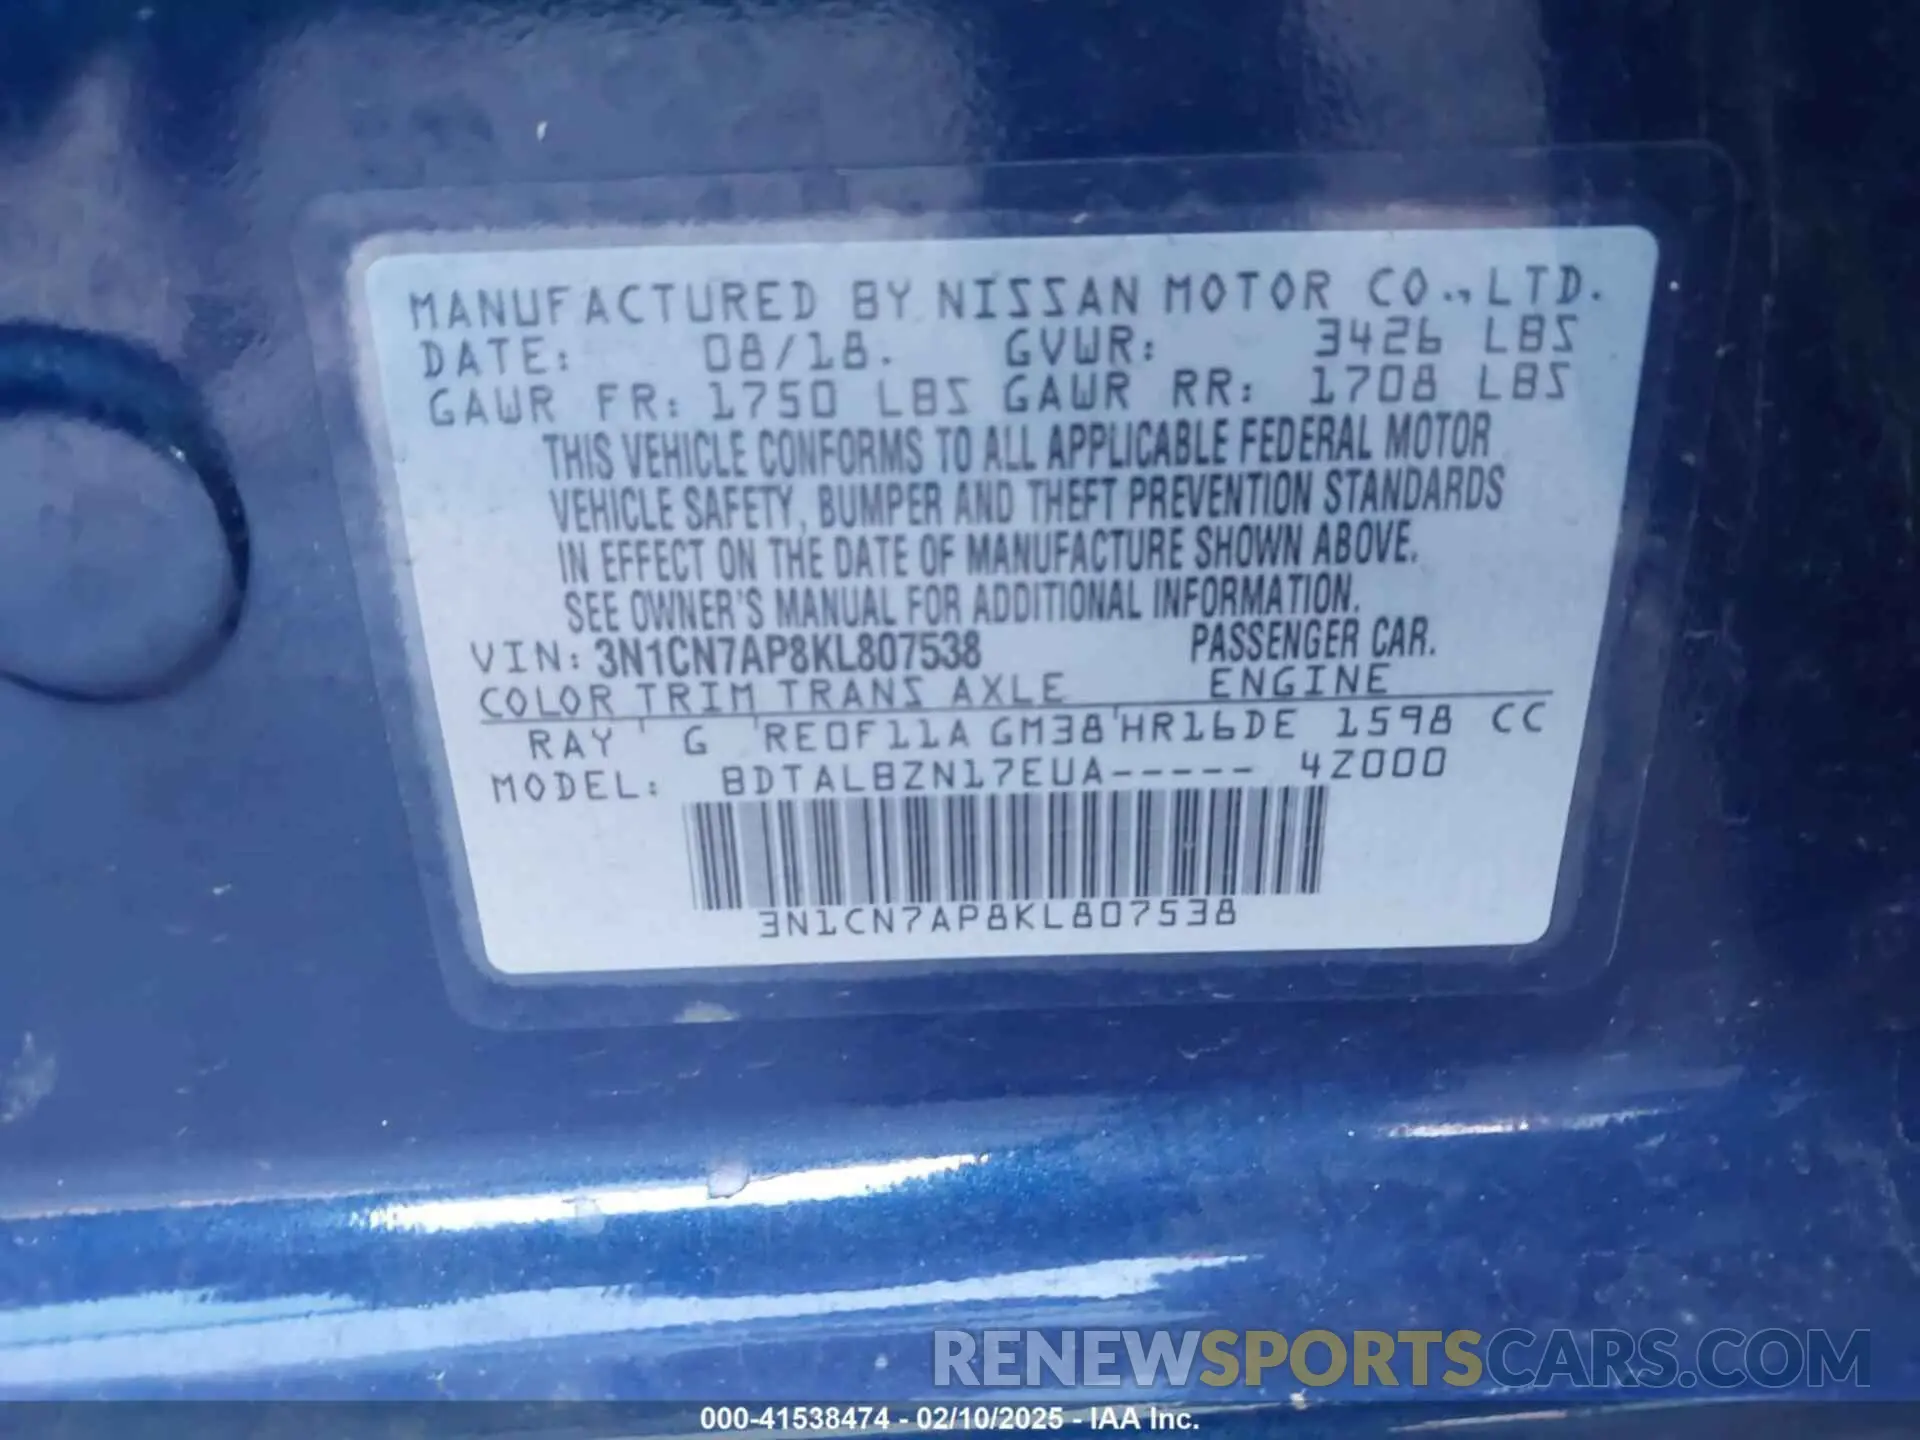 MANUFACTURED BY NISSAN MOTOR CO., LTD.
DATE: 08/18. GVWR: 3426 LBS
GAWR FR: 1750 LBS GAWR RR: 1708 LBS
THIS VEHICLE CONFORMS TO ALL APPLICABLE FEDERAL MOTOR
VEHICLE SAFETY, BUMPER AND THEFT PREVENTION STANDARDS
IN EFFECT ON THE DATE OF MANUFACTURE SHOWN ABOVE.
SEE OWNER'S MANUAL FOR ADDITIONAL INFORMATION.
VIN: 3N1CN7AP8KL807538 PASSENGER CAR.
COLOR TRIM TRANS AXLE ENGINE
RAY G RE0F11A GM38 HR16DE 1598 CC
MODEL: BDTALBZN17EUA----- 4Z000
3N1CN7AP8KL807538
RENEWSPORTSCARS.COM
000-41538474 - 02/10/2025 - IAA Inc.